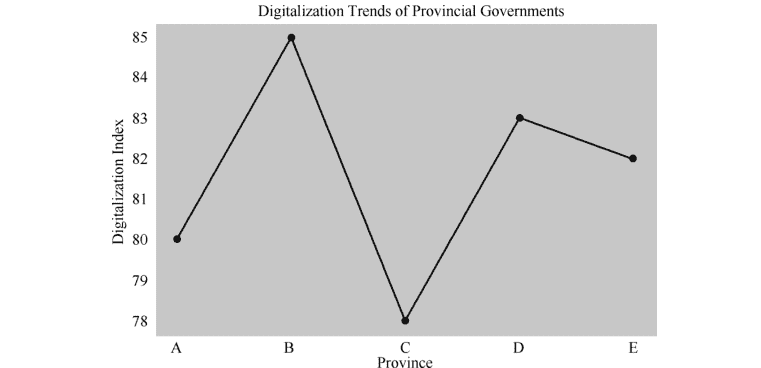 Digitalization Trends of Provincial Governments
85
84
83
82
81
80
79
78
Digitalization Index
A B C D E
Province